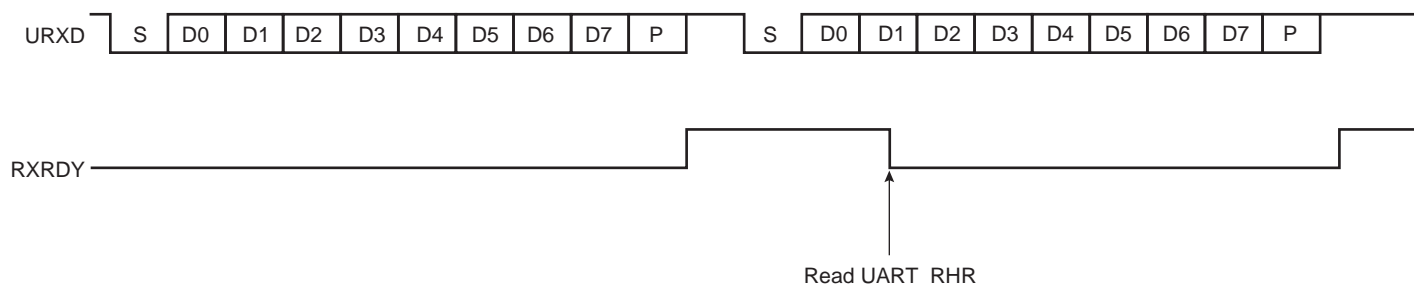 URXD S D0 D1 D2 D3 D4 D5 D6 D7 P S D0 D1 D2 D3 D4 D5 D6 D7 P
RXRDY
Read UART RHR